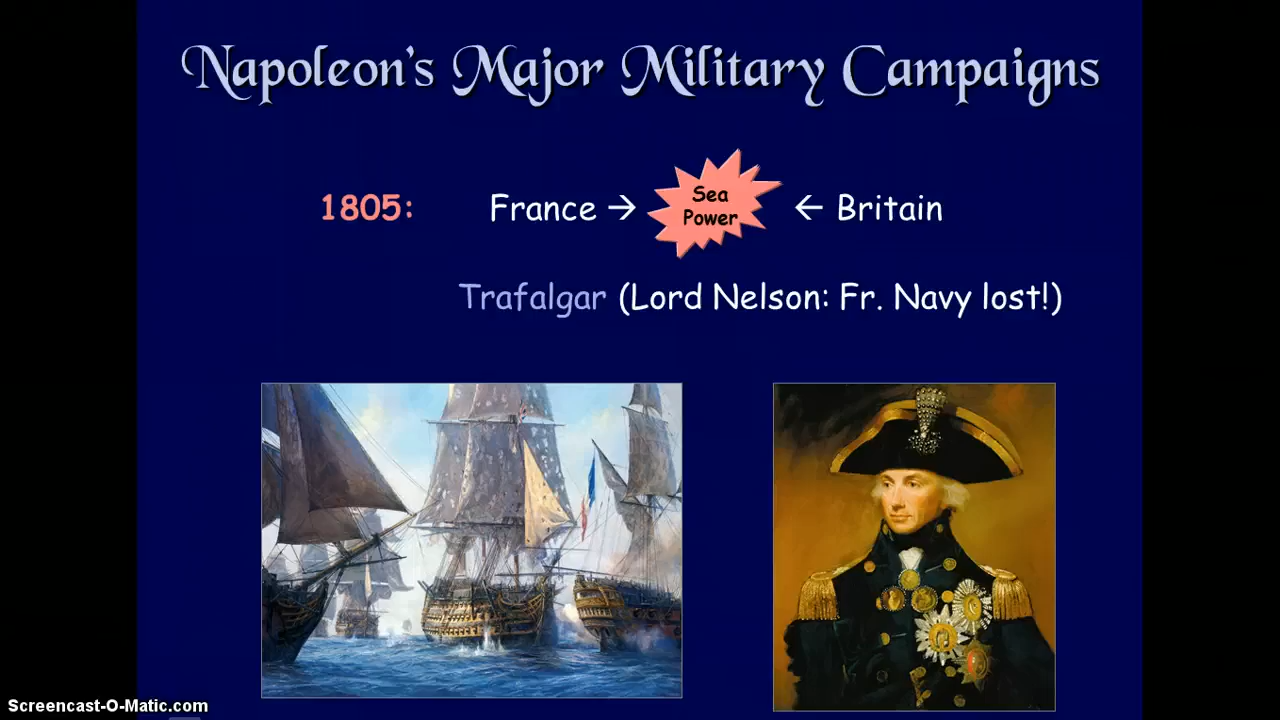 Napoleon's Major Military Campaigns
1805: France → Sea Power ← Britain
Trafalgar (Lord Nelson: Fr. Navy lost!)
Screencast-O-Matic.com